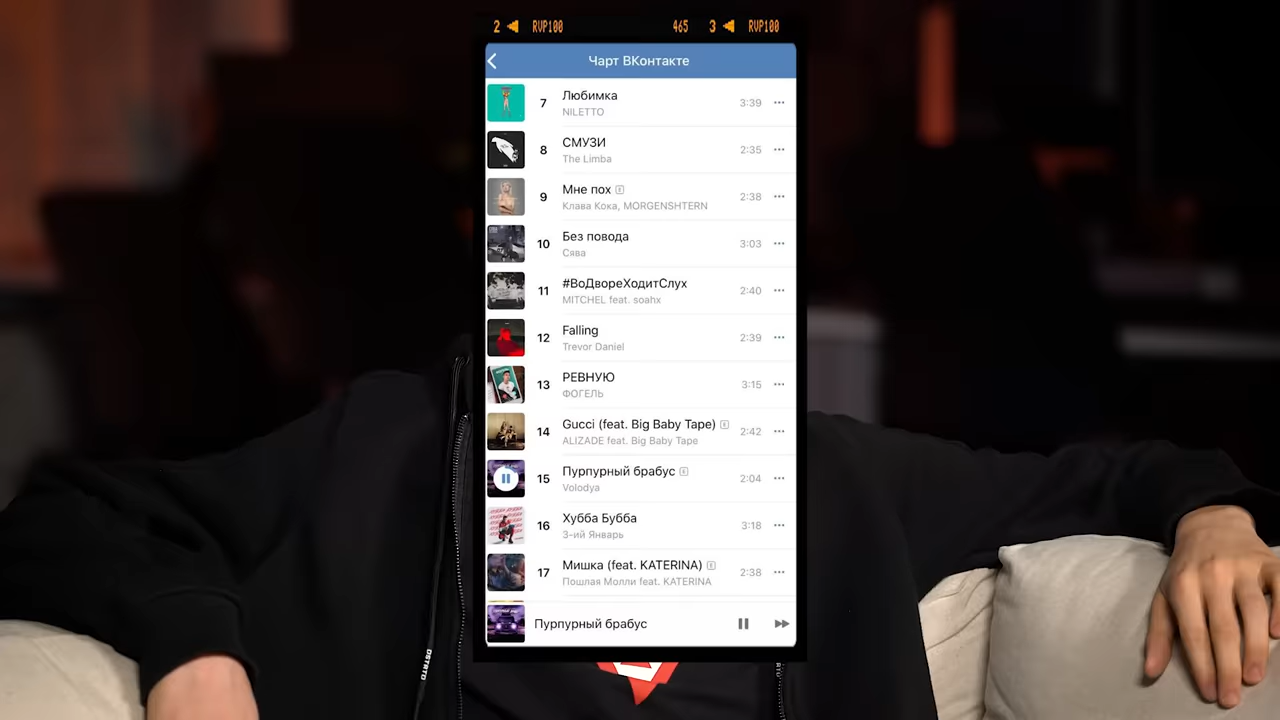 2 RVP100 465 3 RVP100
Чарт ВКонтакте
7 Любимка 3:39
NILETTO
8 СМУЗИ 2:35
The Limba
9 Мне пох E 2:38
Клава Кока, MORGENSHTERN
10 Без повода 3:03
Сява
11 #ВоДвореХодитСлух 2:40
MITCHEL feat. soahx
12 Falling 2:39
Trevor Daniel
13 РЕВНУЮ 3:15
ФОГЕЛЬ
14 Gucci (feat. Big Baby Tape) E 2:42
ALIZADE feat. Big Baby Tape
15 Пурпурный брабус E 2:04
Volodya
16 Хубба Бубба 3:18
3-ий Январь
17 Мишка (feat. KATERINA) E 2:38
Пошлая Молли feat. KATERINA
Пурпурный брабус
DSTRTD